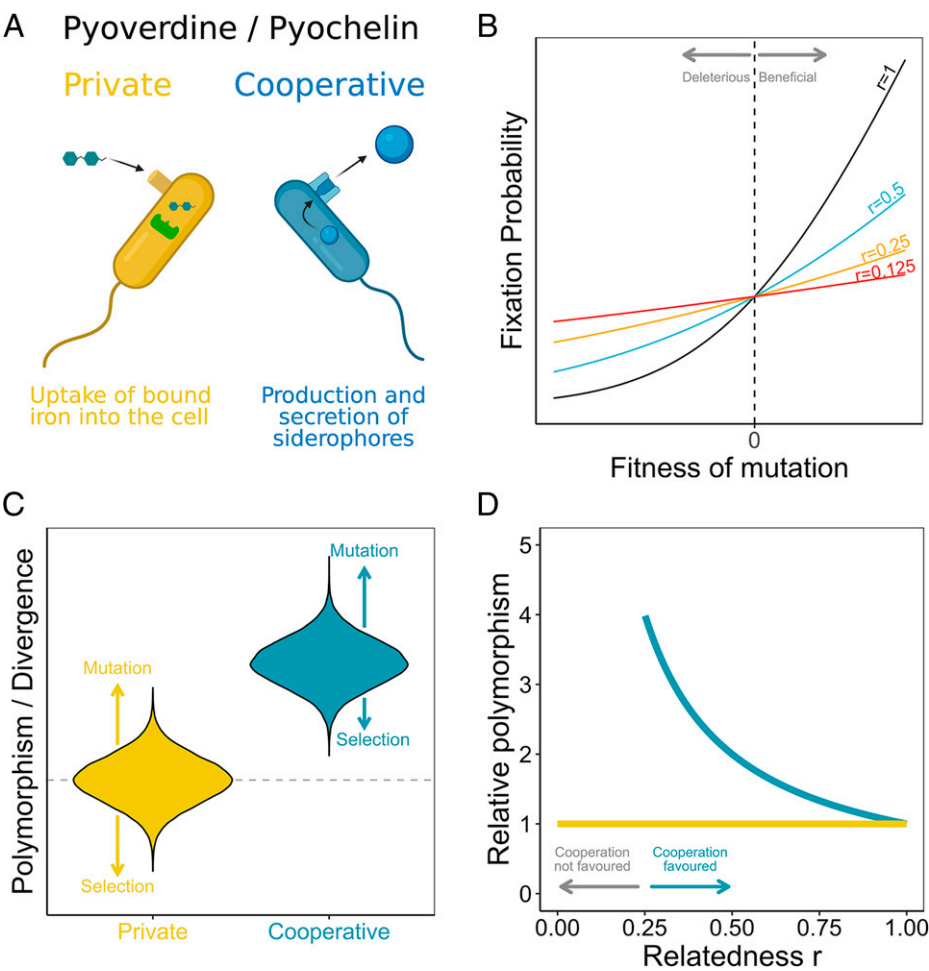 A
Pyoverdine / Pyochelin
Private
Cooperative
Uptake of bound
iron into the cell
Production and
secretion of
siderophores
B
Fixation Probability
Deleterious
Beneficial
r=1
r=0.5
r=0.25
r=0.125
0
Fitness of mutation
C
Polymorphism / Divergence
Mutation
Selection
Mutation
Selection
Private
Cooperative
D
Relative polymorphism
5
4
3
2
1
0
Cooperation
not favoured
Cooperation
favoured
0.00
0.25
0.50
0.75
1.00
Relatedness r